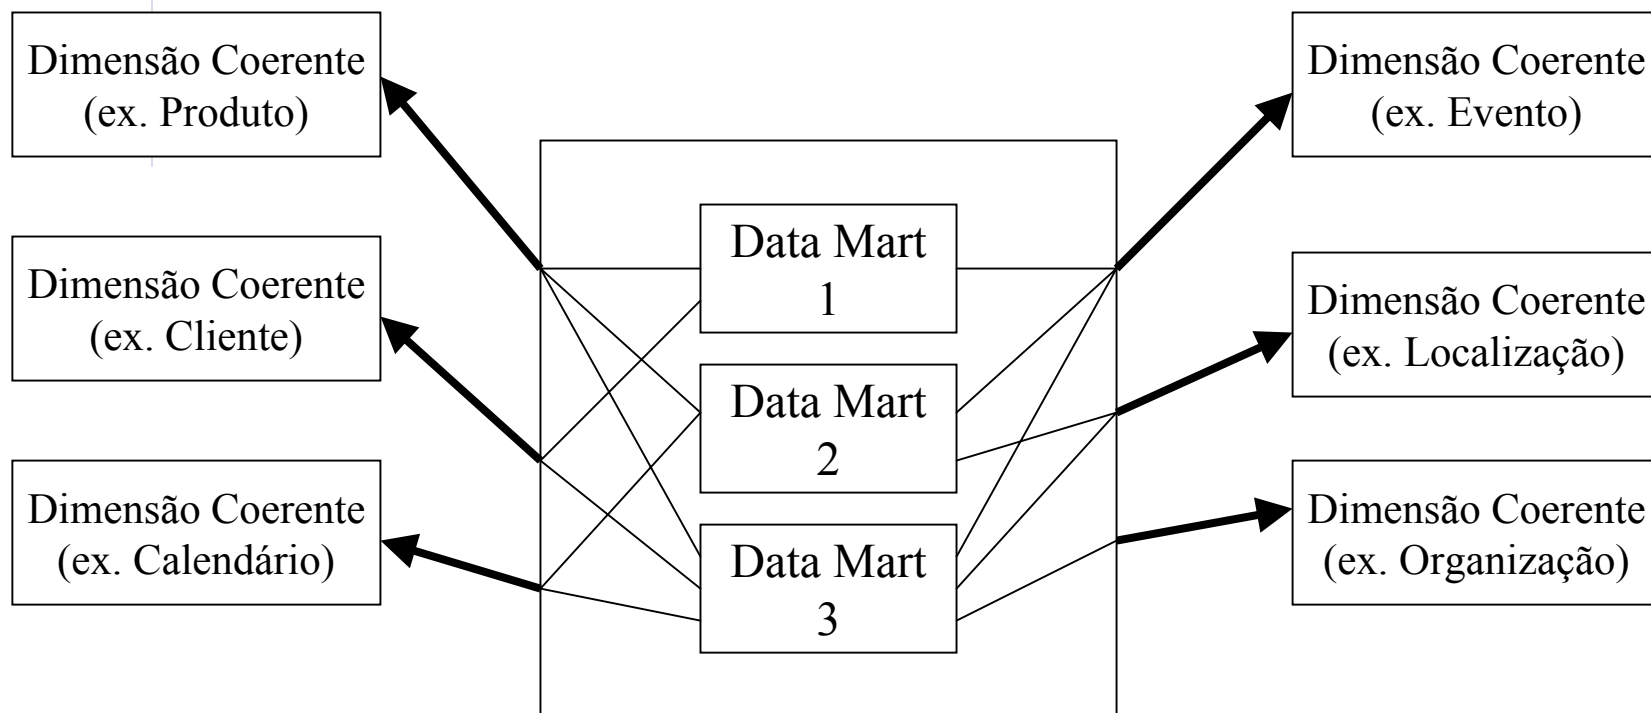 Dimensão Coerente
(ex. Produto)
Dimensão Coerente
(ex. Cliente)
Dimensão Coerente
(ex. Calendário)
Data Mart
1
Data Mart
2
Data Mart
3
Dimensão Coerente
(ex. Evento)
Dimensão Coerente
(ex. Localização)
Dimensão Coerente
(ex. Organização)